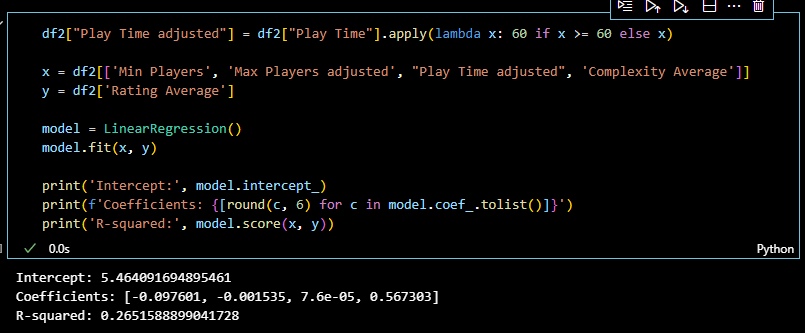 df2["Play Time adjusted"] = df2["Play Time"].apply(lambda x: 60 if x >= 60 else x)
x = df2[['Min Players', 'Max Players adjusted', "Play Time adjusted", 'Complexity Average']]
y = df2['Rating Average']
model = LinearRegression()
model.fit(x, y)
print('Intercept:', model.intercept_)
print(f'Coefficients: {[round(c, 6) for c in model.coef_.tolist()]}')
print('R-squared:', model.score(x, y))
0.0s
Python
Intercept: 5.464091694895461
Coefficients: [-0.097601, -0.001535, 7.6e-05, 0.567303]
R-squared: 0.2651588899041728